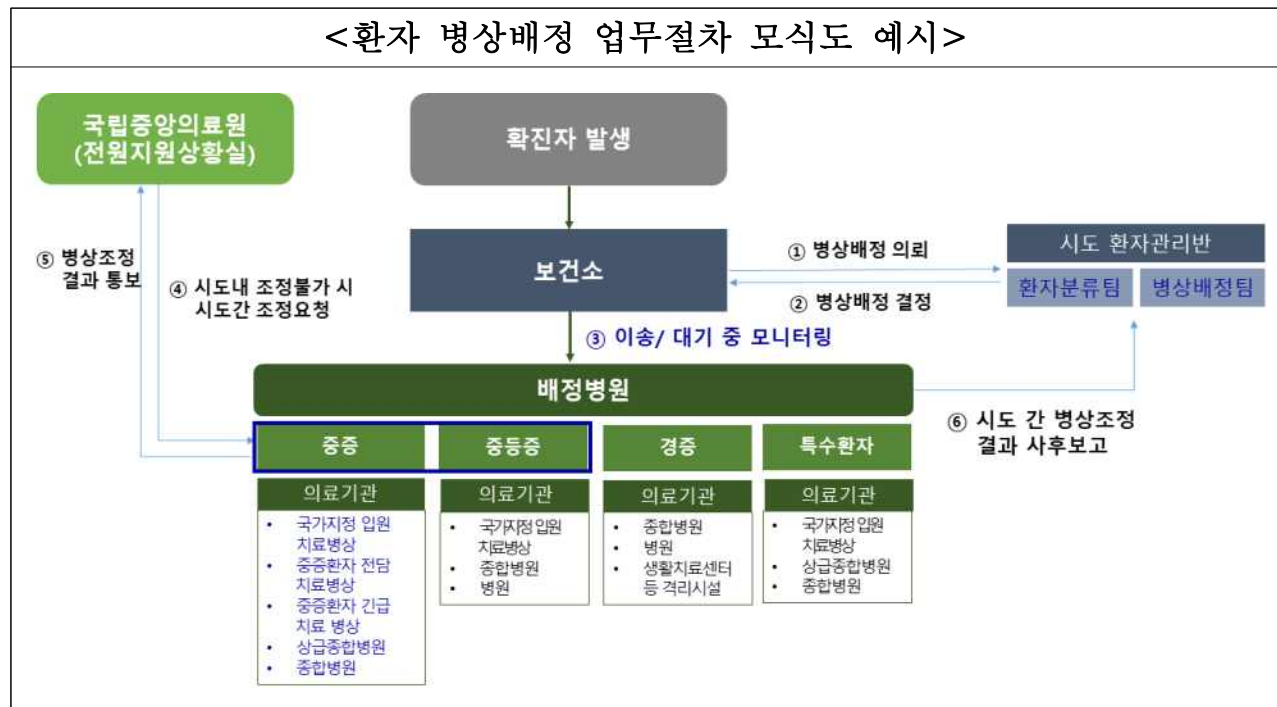 <환자 병상배정 업무절차 모식도 예시>
국립중앙의료원
(전원지원상황실)
확진자 발생
⑤ 병상조정
결과 통보
④ 시도내 조정불가 시
시도간 조정요청
보건소
① 병상배정 의뢰
② 병상배정 결정
시도 환자관리반
환자분류팀
병상배정팀
③ 이송/ 대기 중 모니터링
배정병원
⑥ 시도 간 병상조정
결과 사후보고
중증
중등증
경증
특수환자
의료기관
• 국가지정 입원
치료병상
• 중증환자 전담
치료병상
• 중증환자 긴급
치료 병상
• 상급종합병원
• 종합병원
의료기관
• 국가지정 입원
치료병상
• 종합병원
• 병원
의료기관
• 종합병원
• 병원
• 생활치료센터
등 격리시설
의료기관
• 국가지정 입원
치료병상
• 상급종합병원
• 종합병원